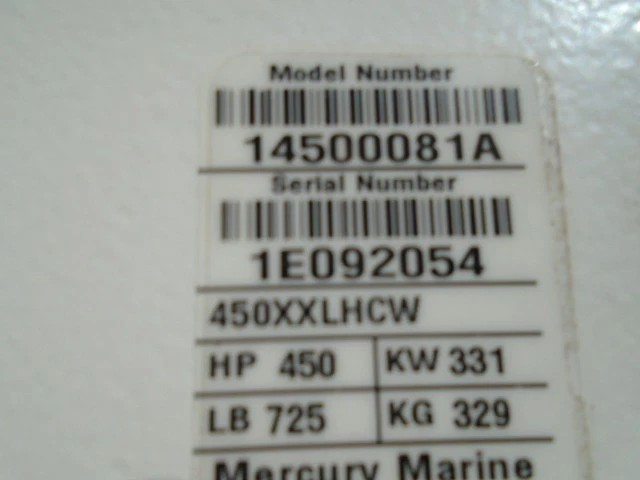 Model Number
14500081A
Serial Number
1E092054
450XXLHCW
HP 450 KW 331
LB 725 KG 329
Mercury Marine